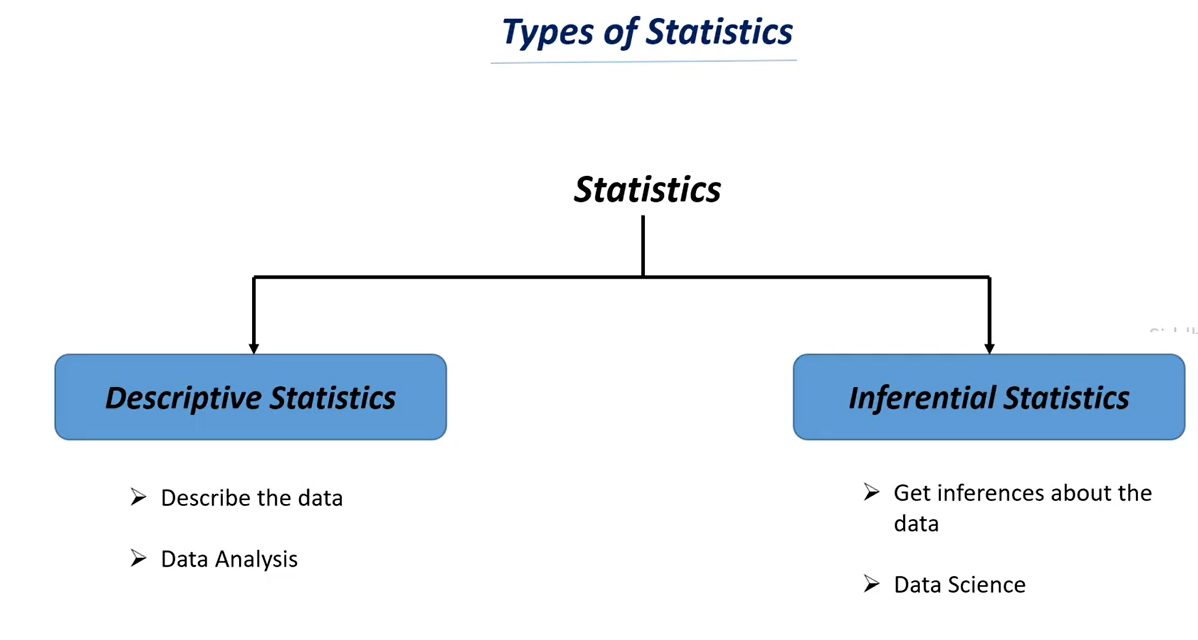 Types of Statistics
Statistics
Descriptive Statistics
Describe the data
Data Analysis
Inferential Statistics
Get inferences about the
data
Data Science